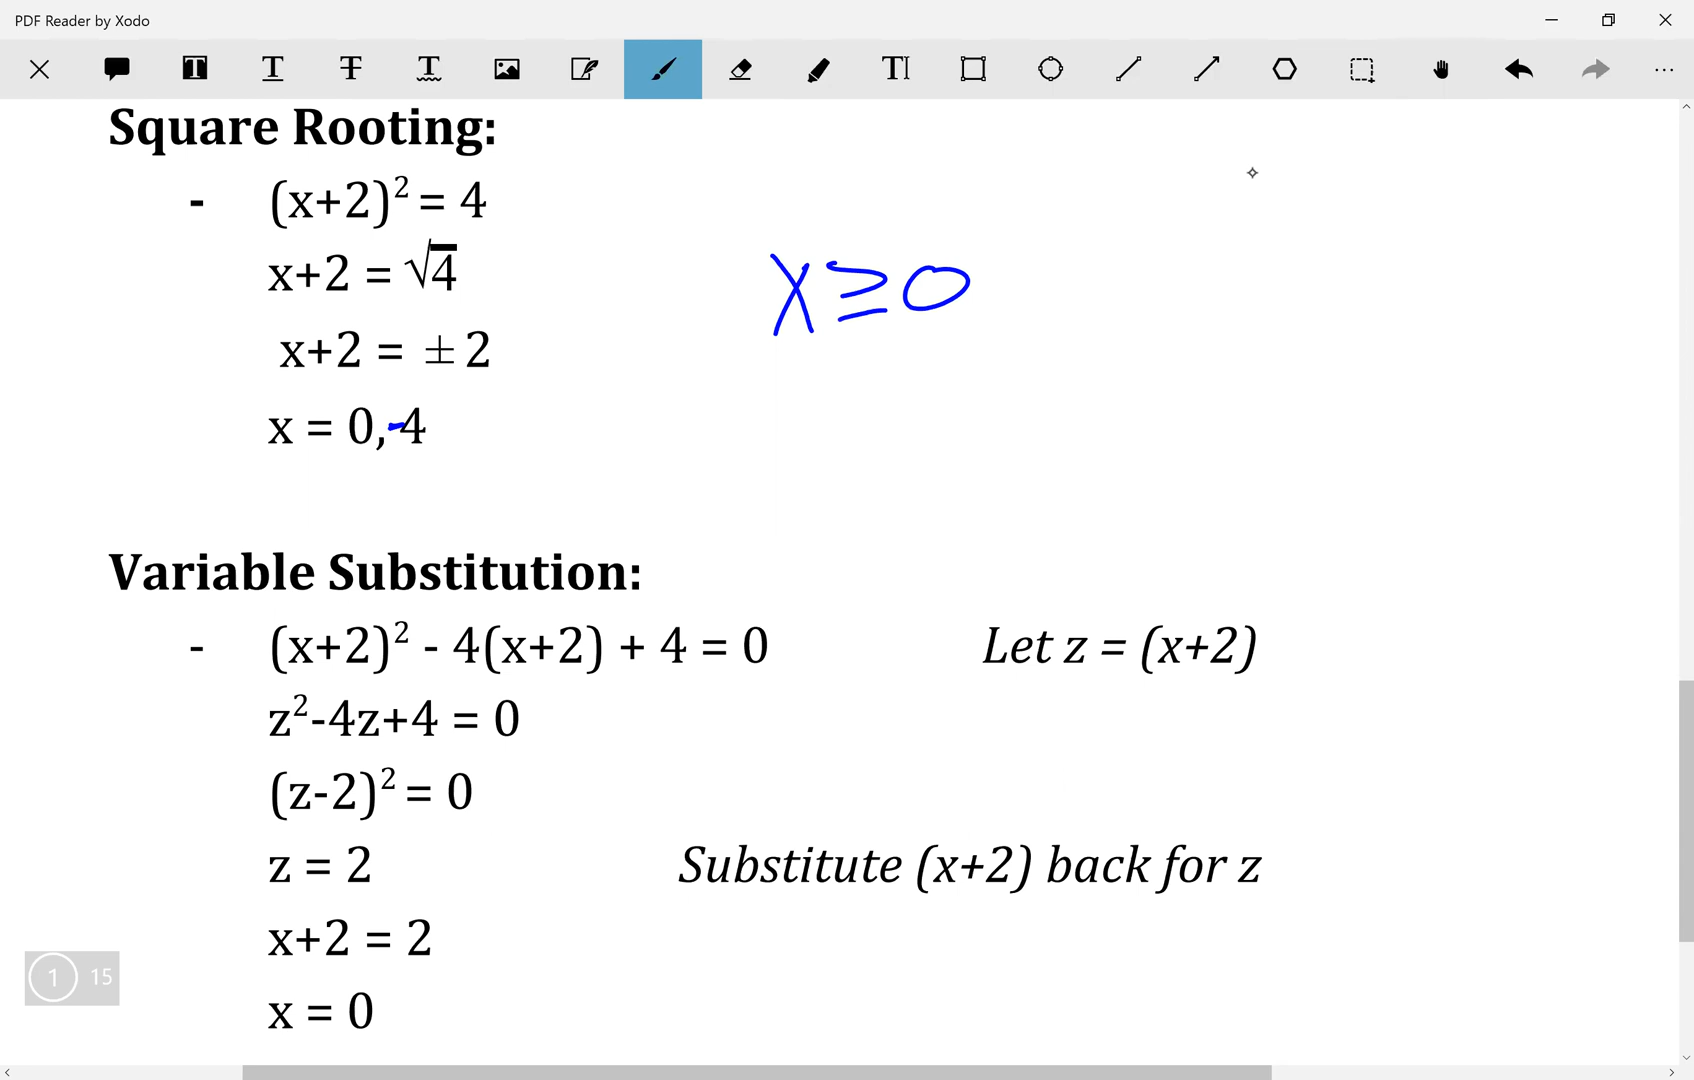 PDF Reader by Xodo
Square Rooting:
- (x+2)² = 4
x+2 = √4
x ≥ 0
x+2 = ± 2
x = 0,-4
Variable Substitution:
- (x+2)² - 4(x+2) + 4 = 0 Let z = (x+2)
z²-4z+4 = 0
(z-2)² = 0
z = 2 Substitute (x+2) back for z
x+2 = 2
1 15
x = 0